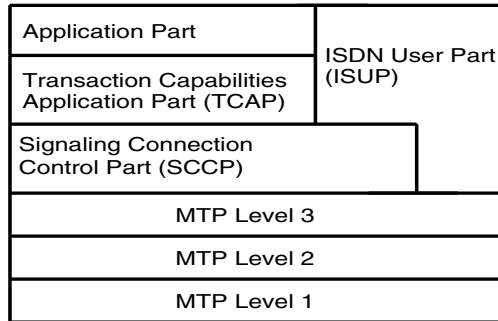 Application Part
ISDN User Part
(ISUP)
Transaction Capabilities
Application Part (TCAP)
Signaling Connection
Control Part (SCCP)
MTP Level 3
MTP Level 2
MTP Level 1